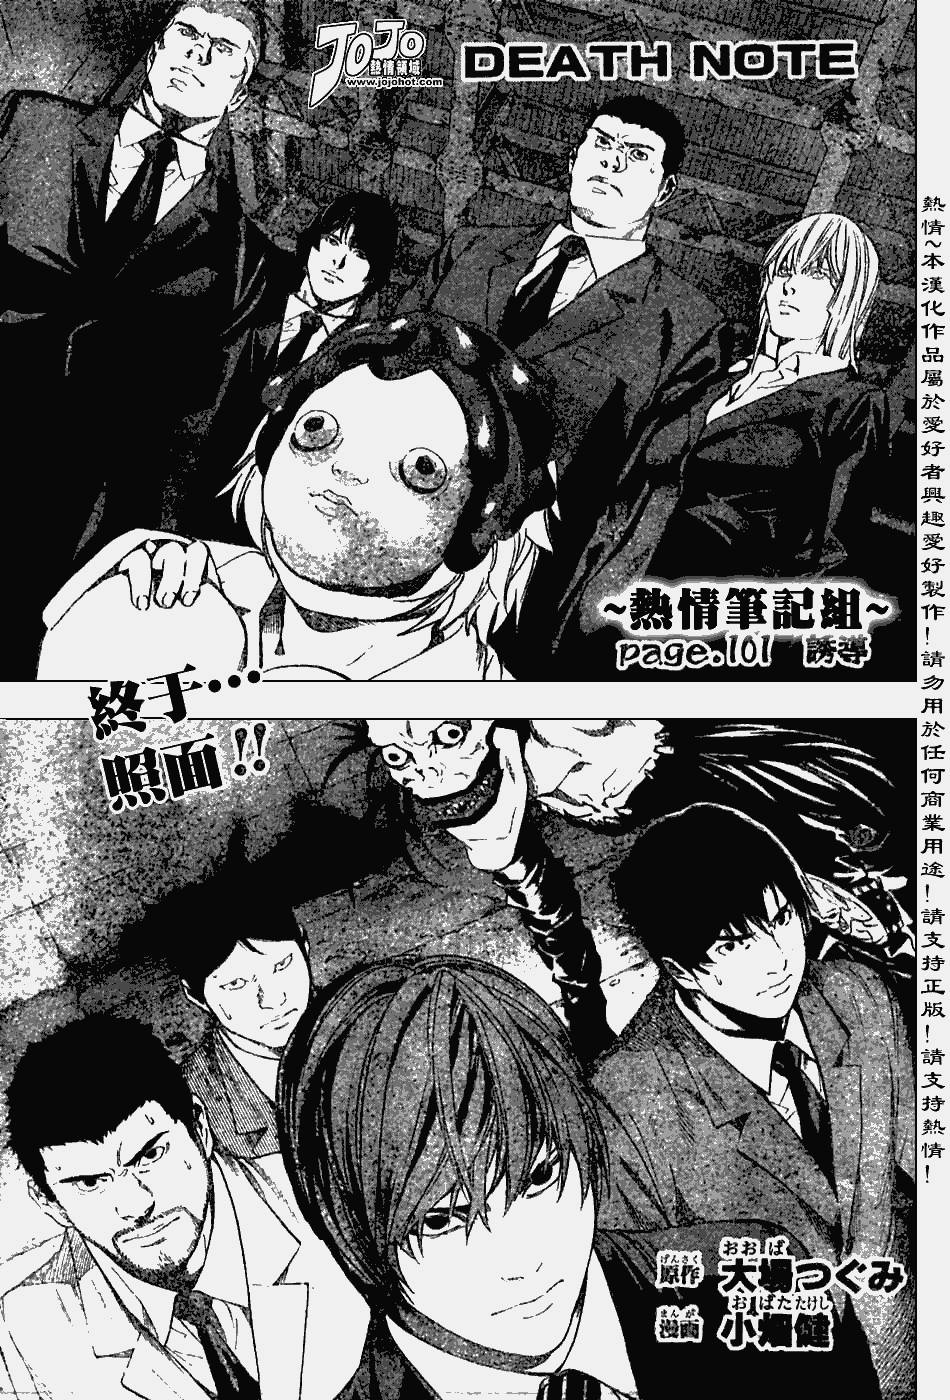 JOJO
熱情領域
www.jojohot.com
DEATH NOTE
~熱情筆記組~
page.101 誘導
終于…
照面!!
げんさく
原作
おおば
大場つぐみ
まんが
漫画
おばたたけし
小畑健
熱情~本漢化作品屬於愛好者興趣愛好製作!請勿用於任何商業用途!請支持正版!請支持熱情!